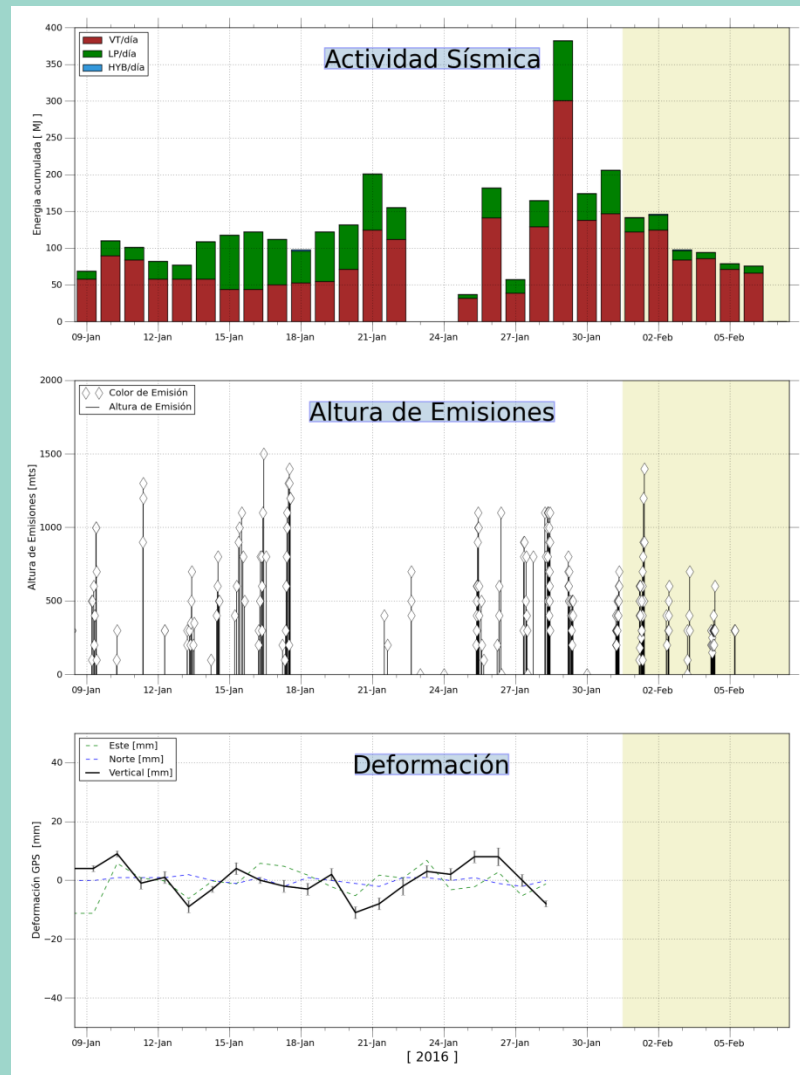 Actividad Sísmica
VT/día
LP/día
HYB/día
Energia acumulada [ MJ ]
400
350
300
250
200
150
100
50
0
09-Jan 12-Jan 15-Jan 18-Jan 21-Jan 24-Jan 27-Jan 30-Jan 02-Feb 05-Feb
Altura de Emisiones
Color de Emisión
Altura de Emisión
Altura de Emisiones [mts]
2000
1500
1000
500
0
09-Jan 12-Jan 15-Jan 18-Jan 21-Jan 24-Jan 27-Jan 30-Jan 02-Feb 05-Feb
Deformación
Este [mm]
Norte [mm]
Vertical [mm]
Deformación GPS [mm]
40
20
0
−20
−40
09-Jan 12-Jan 15-Jan 18-Jan 21-Jan 24-Jan 27-Jan 30-Jan 02-Feb 05-Feb
[ 2016 ]